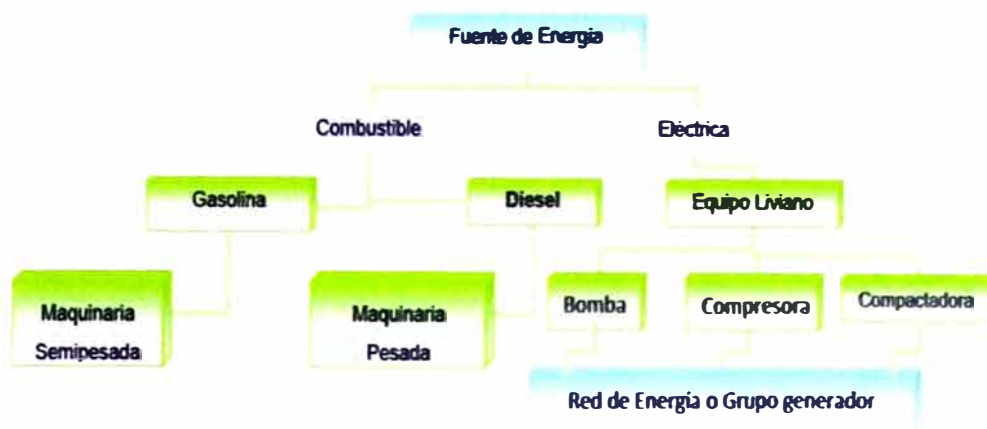 Fuente de Energia
Combustible
Eléctrica
Gasolina
Diesel
Equipo Liviano
Maquinaria
Semipesada
Maquinaria
Pesada
Bomba
Compresora
Compactadora
Red de Energía o Grupo generador